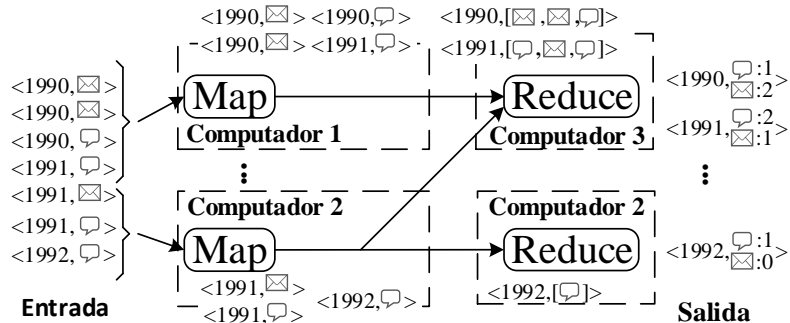 <1990,✉> <1990,💬>
<1990,✉> <1991,💬>
<1990,[✉,✉,💬]>
<1991,[💬,✉,💬]>
<1990,✉>
<1990,✉>
<1990,💬>
<1991,💬>
<1991,✉>
<1991,💬>
<1992,💬>
Entrada
Map
Computador 1
Reduce
Computador 3
<1990,💬:1
✉:2
<1991,💬:2
✉:1
...
...
Computador 2
Map
<1991,✉>
<1991,💬> <1992,💬>
Computador 2
Reduce
<1992,[💬]>
<1992,💬:1
✉:0
Salida